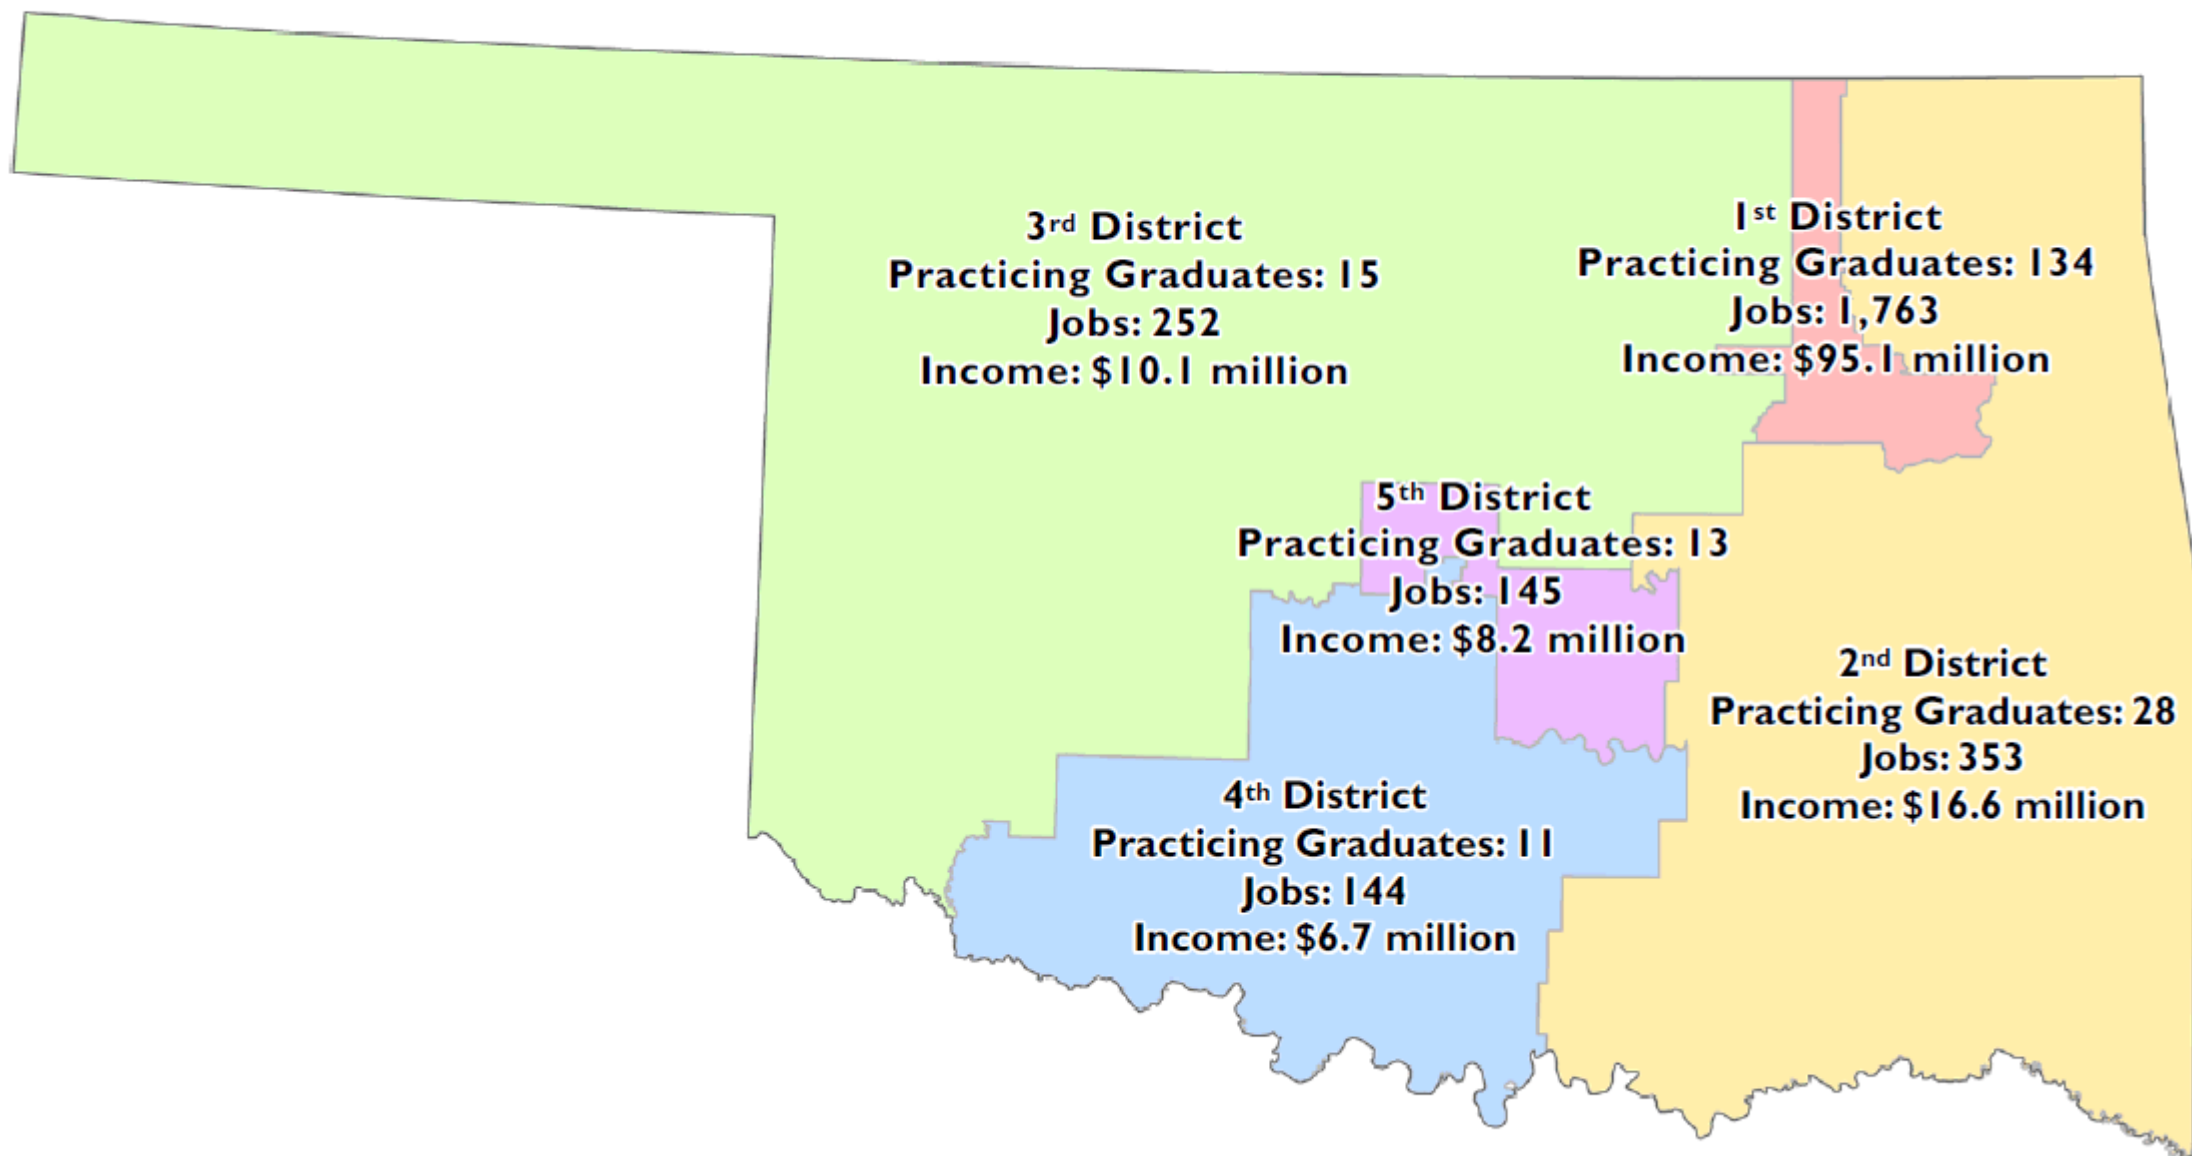 3rd District
Practicing Graduates: 15
Jobs: 252
Income: $10.1 million
1st District
Practicing Graduates: 134
Jobs: 1,763
Income: $95.1 million
5th District
Practicing Graduates: 13
Jobs: 145
Income: $8.2 million
2nd District
Practicing Graduates: 28
Jobs: 353
Income: $16.6 million
4th District
Practicing Graduates: 11
Jobs: 144
Income: $6.7 million